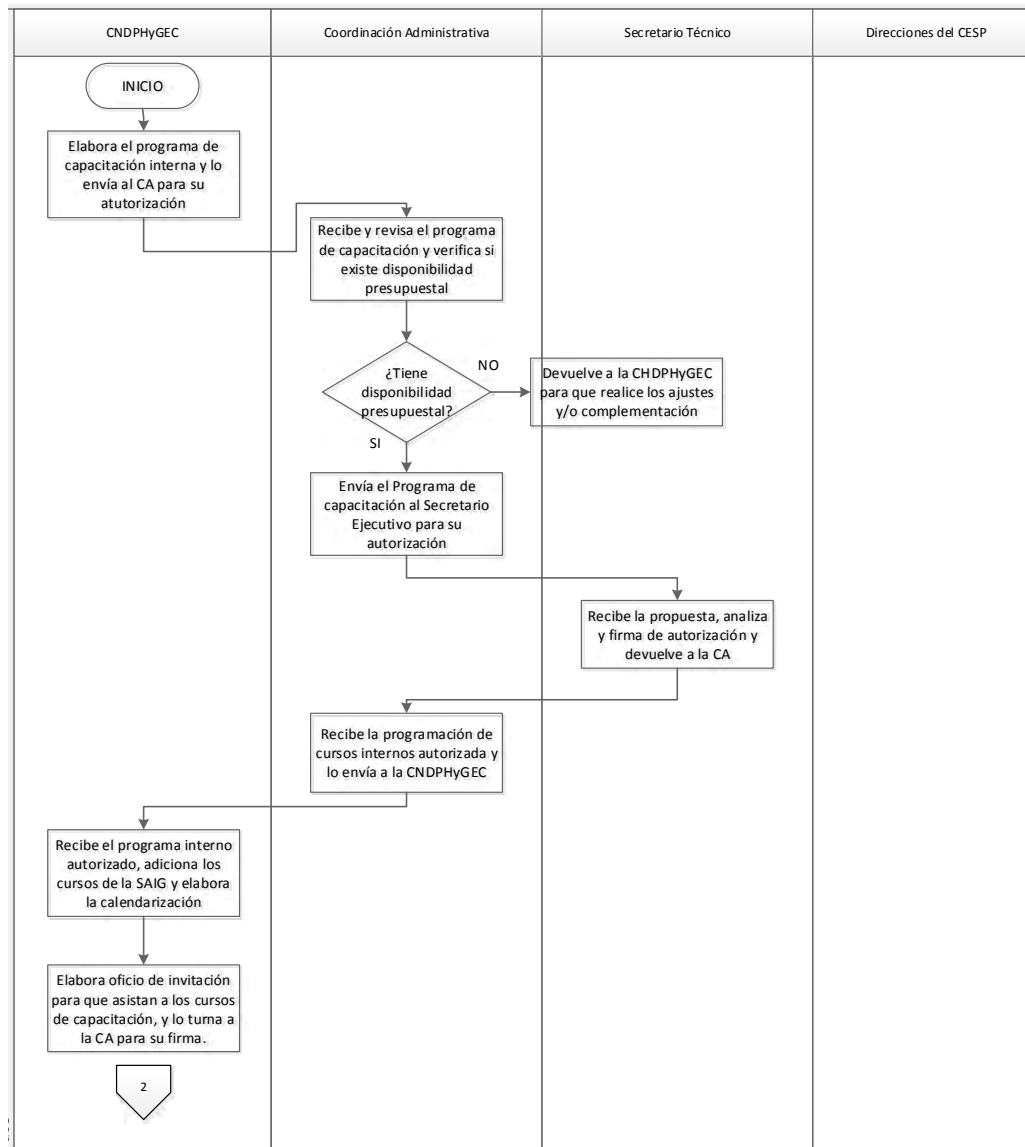 CNDPHyGEC
Coordinación Administrativa
Secretario Técnico
Direcciones del CESP
INICIO
Elabora el programa de
capacitación interna y lo
envía al CA para su
atutorización
Recibe y revisa el programa
de capacitación y verifica si
existe disponibilidad
presupuestal
¿Tiene
disponibilidad
presupuestal?
NO
Devuelve a la CHDPHyGEC
para que realice los ajustes
y/o complementación
SI
Envía el Programa de
capacitación al Secretario
Ejecutivo para su
autorización
Recibe la propuesta, analiza
y firma de autorización y
devuelve a la CA
Recibe la programación de
cursos internos autorizada y
lo envía a la CNDPHyGEC
Recibe el programa interno
autorizado, adiciona los
cursos de la SAIG y elabora
la calendarización
Elabora oficio de invitación
para que asistan a los cursos
de capacitación, y lo turna a
la CA para su firma.
2